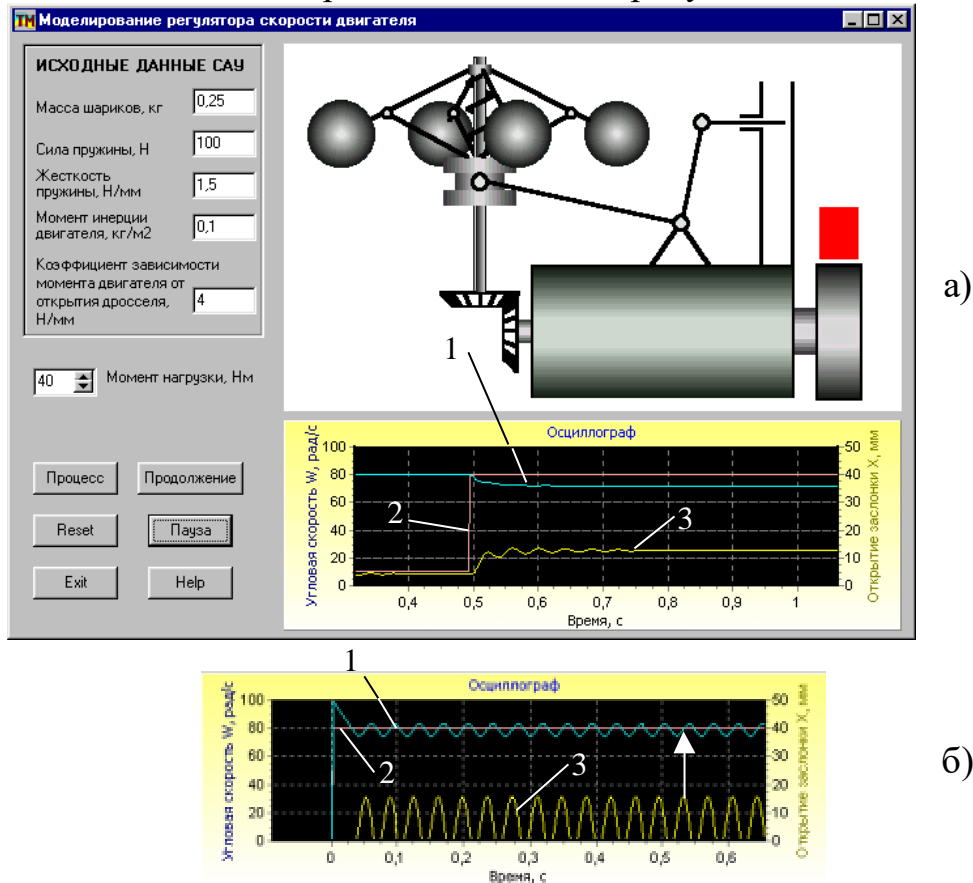 Моделирование регулятора скорости двигателя
ИСХОДНЫЕ ДАННЫЕ САУ
Масса шариков, кг 0,25
Сила пружины, Н 100
Жесткость
пружины, Н/мм 1,5
Момент инерции
двигателя, кг/м2 0,1
Коэффициент зависимости
момента двигателя от
открытия дросселя, 4
Н/мм
40 Момент нагрузки, Нм
Процесс Продолжение
Reset Пауза
Exit Help
а)
1
Осциллограф
Угловая скорость W, рад/с
100
80
60
40
20
0
2
3
50
40
30
20
10
0
Открытие заслонки X, мм
0,4 0,5 0,6 0,7 0,8 0,9 1
Время, с
1
Осциллограф
Угловая скорость W, рад/с
100
80
60
40
20
0
2
3
50
40
30
20
10
0
Открытие заслонки X, мм
0 0,1 0,2 0,3 0,4 0,5 0,6
Время, с
б)